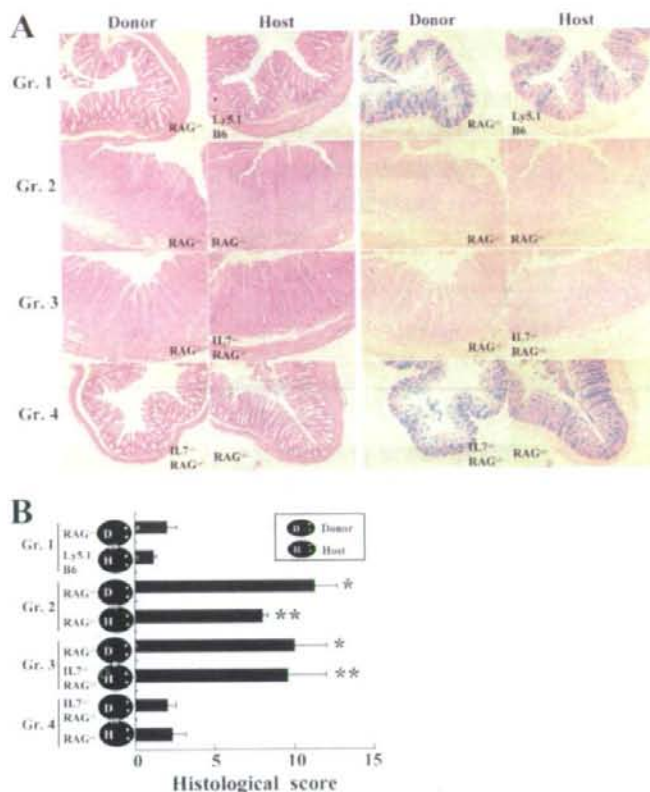 A
Donor Host Donor Host
Gr. 1
RAG-/-
Ly5.1
B6
RAG-/-
Ly5.1
B6
Gr. 2
RAG-/- RAG-/- RAG-/- RAG-/-
Gr. 3
RAG-/-
IL7-/-
RAG-/-
RAG-/-
IL7-/-
RAG-/-
Gr. 4
IL7-/-
RAG-/-
RAG-/-
IL7-/-
RAG-/-
RAG-/-
B
D Donor
H Host
Gr. 1
RAG-/- D
Ly5.1
B6
H
Gr. 2
RAG-/- D *
RAG-/- H **
Gr. 3
RAG-/- D *
IL7-/-
RAG-/-
H **
Gr. 4
IL7-/-
RAG-/-
D
RAG-/- H
0 5 10 15
Histological score